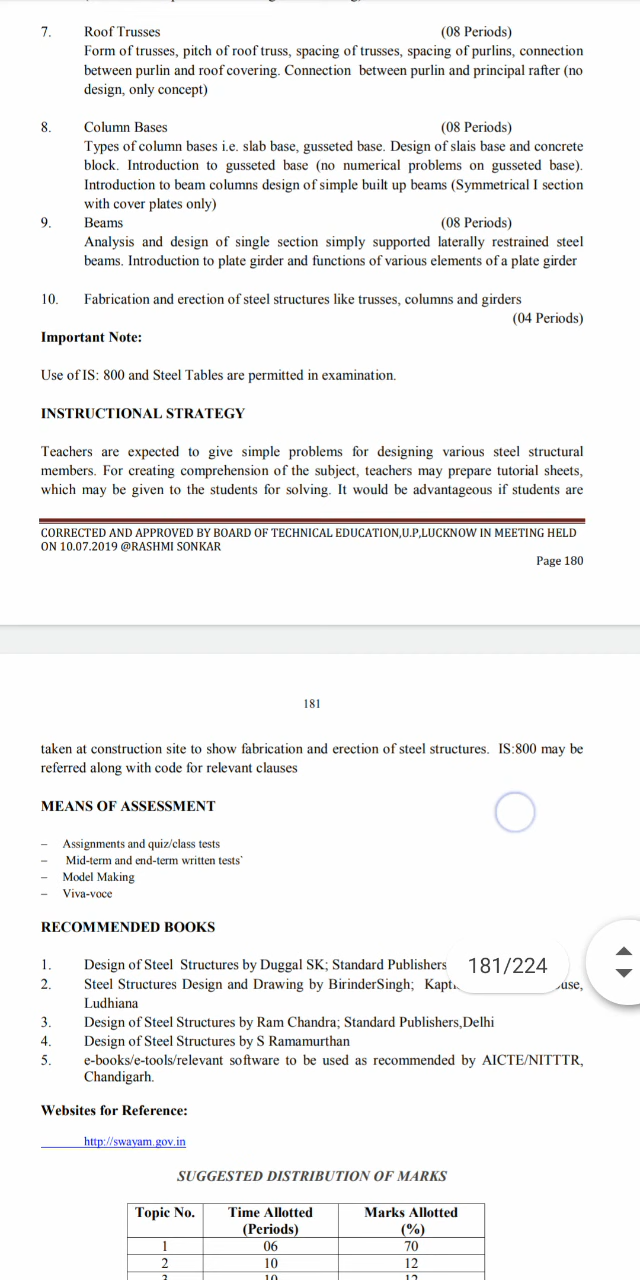 7. Roof Trusses (08 Periods)
Form of trusses, pitch of roof truss, spacing of trusses, spacing of purlins, connection
between purlin and roof covering. Connection between purlin and principal rafter (no
design, only concept)
8. Column Bases (08 Periods)
Types of column bases i.e. slab base, gusseted base. Design of slais base and concrete
block. Introduction to gusseted base (no numerical problems on gusseted base).
Introduction to beam columns design of simple built up beams (Symmetrical I section
with cover plates only)
9. Beams (08 Periods)
Analysis and design of single section simply supported laterally restrained steel
beams. Introduction to plate girder and functions of various elements of a plate girder
10. Fabrication and erection of steel structures like trusses, columns and girders
(04 Periods)
Important Note:
Use of IS: 800 and Steel Tables are permitted in examination.
INSTRUCTIONAL STRATEGY
Teachers are expected to give simple problems for designing various steel structural
members. For creating comprehension of the subject, teachers may prepare tutorial sheets,
which may be given to the students for solving. It would be advantageous if students are
CORRECTED AND APPROVED BY BOARD OF TECHNICAL EDUCATION,U.P,LUCKNOW IN MEETING HELD
ON 10.07.2019 @RASHMI SONKAR
Page 180
181
taken at construction site to show fabrication and erection of steel structures. IS:800 may be
referred along with code for relevant clauses
MEANS OF ASSESSMENT
− Assignments and quiz/class tests
− Mid-term and end-term written tests`
− Model Making
− Viva-voce
RECOMMENDED BOOKS
1. Design of Steel Structures by Duggal SK; Standard Publishers
181/224
2. Steel Structures Design and Drawing by BirinderSingh;
Ludhiana
3. Design of Steel Structures by Ram Chandra; Standard Publishers,Delhi
4. Design of Steel Structures by S Ramamurthan
5. e-books/e-tools/relevant software to be used as recommended by AICTE/NITTTR,
Chandigarh.
Websites for Reference:
http://swayam.gov.in
SUGGESTED DISTRIBUTION OF MARKS
Topic No. Time Allotted Marks Allotted
(Periods) (%)
1 06 70
2 10 12